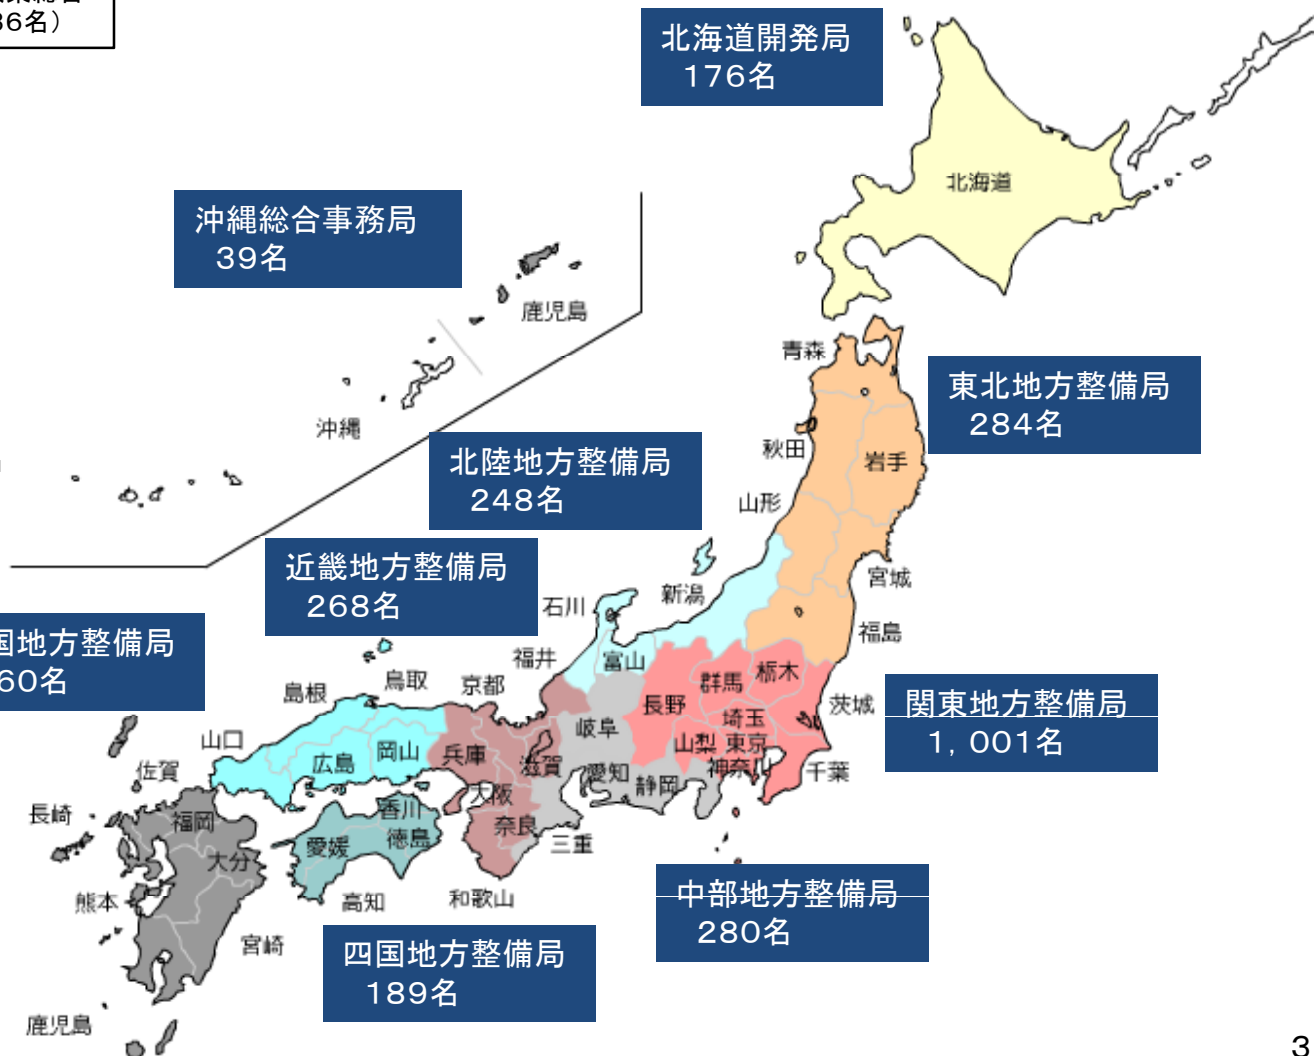 36名）
北海道開発局
176名
北海道
沖縄総合事務局
39名
鹿児島
沖縄
青森
東北地方整備局
284名
秋田
岩手
山形
宮城
福島
北陸地方整備局
248名
近畿地方整備局
268名
石川
新潟
国地方整備局
60名
福井
富山
島根
鳥取
京都
長野
群馬
栃木
茨城
埼玉
山梨
東京
神奈川
千葉
関東地方整備局
1，001名
山口
広島
岡山
兵庫
滋賀
岐阜
愛知
静岡
佐賀
長崎
福岡
大分
香川
徳島
愛媛
大阪
奈良
三重
熊本
高知
和歌山
宮崎
中部地方整備局
280名
四国地方整備局
189名
鹿児島
3